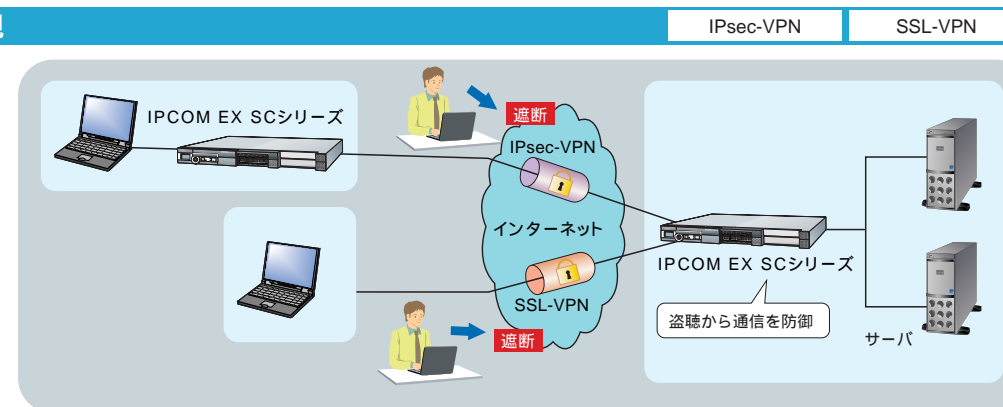 IPsec-VPN
SSL-VPN
IPCOM EX SCシリーズ
遮断
IPsec-VPN
インターネット
SSL-VPN
遮断
IPCOM EX SCシリーズ
盗聴から通信を防御
サーバ